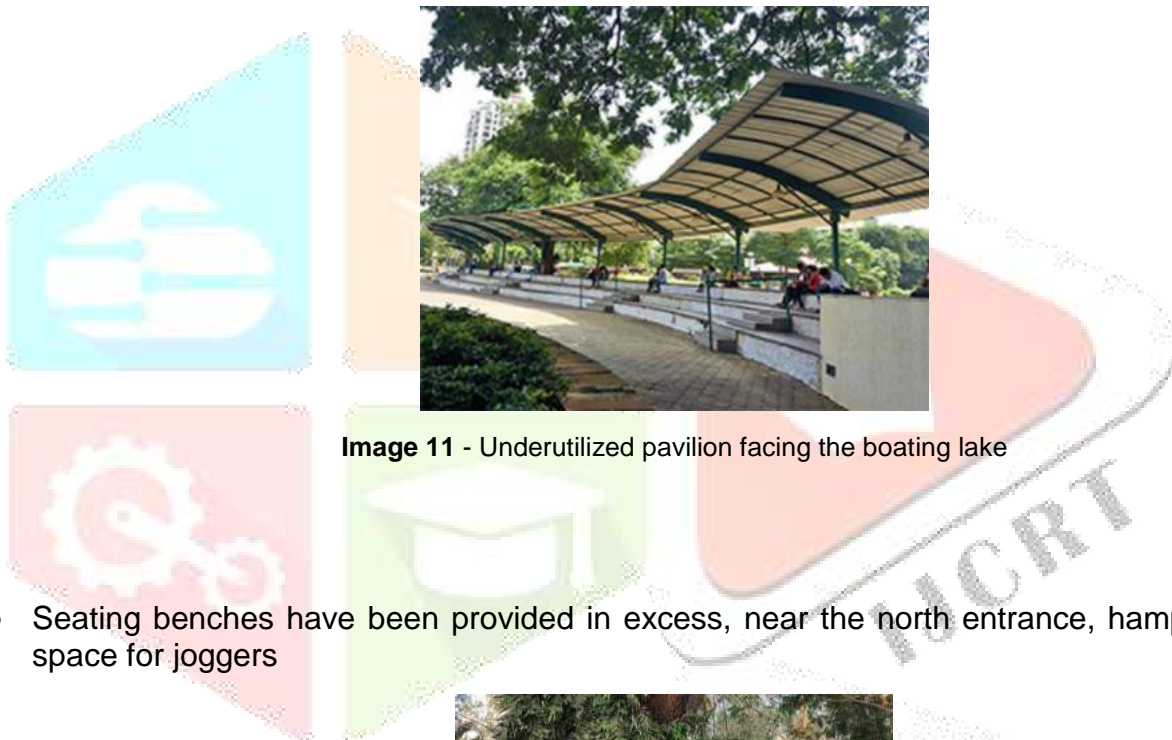 Image 11 - Underutilized pavilion facing the boating lake
Seating benches have been provided in excess, near the north entrance,
space for joggers
IJCRT